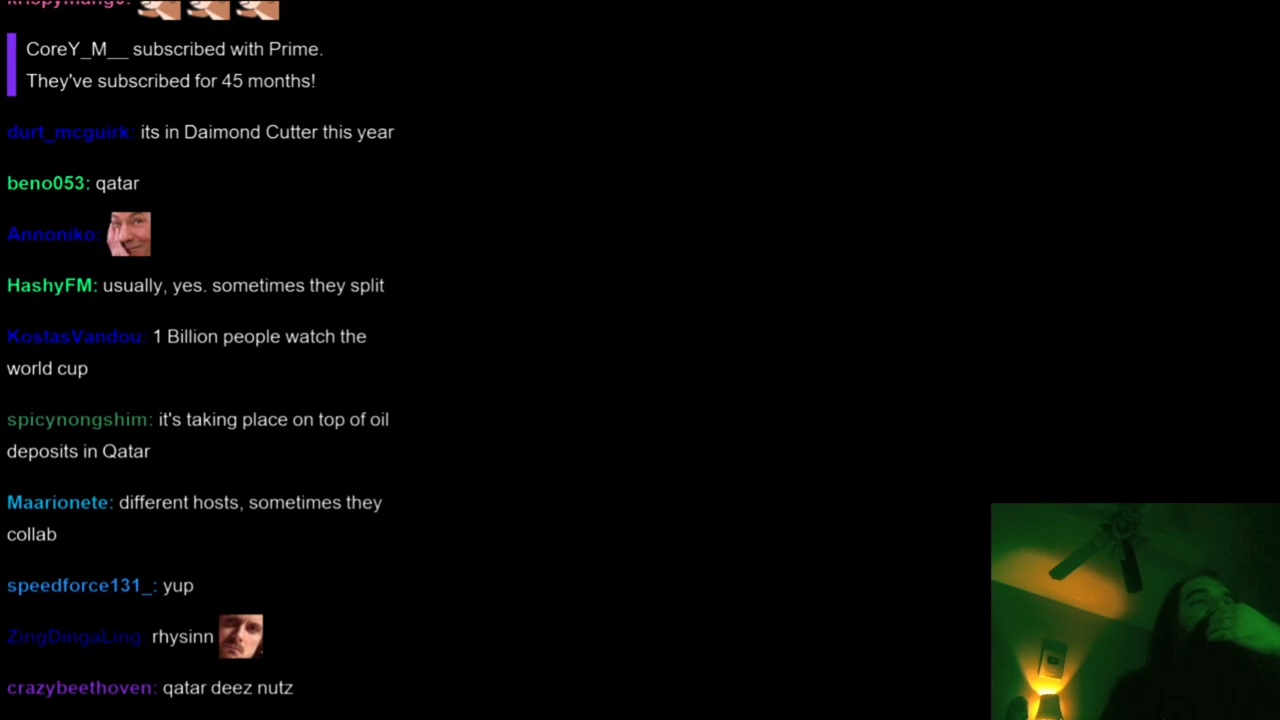 krispymang0:
CoreY_M__ subscribed with Prime.
They've subscribed for 45 months!
durt_mcguirk: its in Daimond Cutter this year
beno053: qatar
Annoniko:
HashyFM: usually, yes. sometimes they split
KostasVandou: 1 Billion people watch the
world cup
spicynongshim: it's taking place on top of oil
deposits in Qatar
Maarionete: different hosts, sometimes they
collab
speedforce131_: yup
ZingDingaLing: rhysinn
crazybeethoven: qatar deez nutz